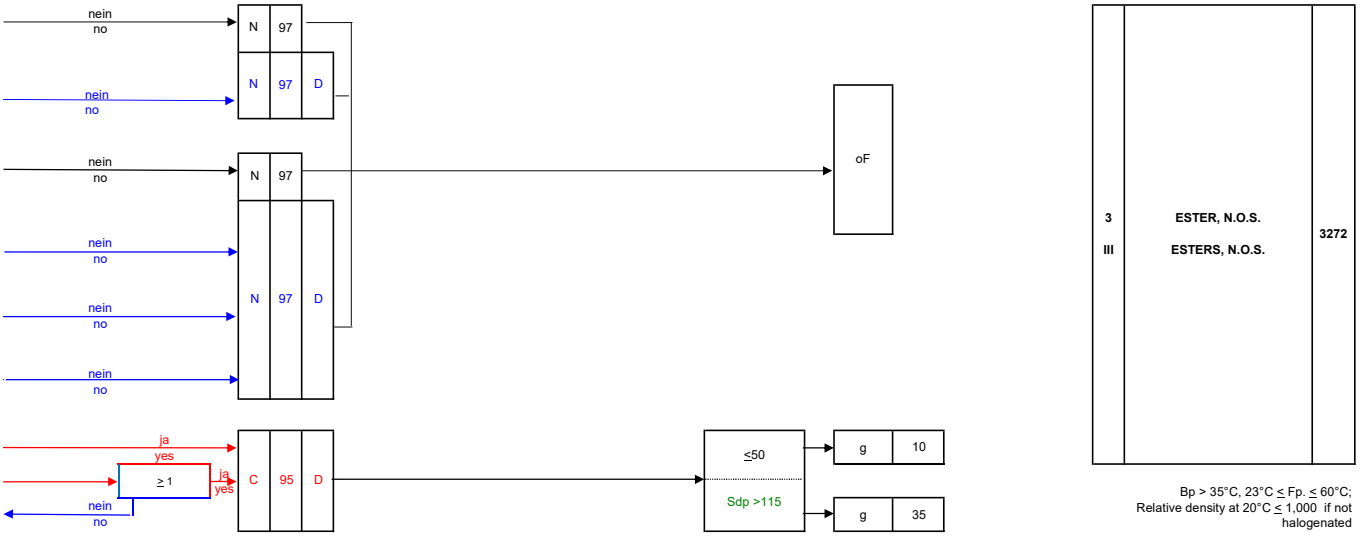 nein
no
N 97
nein
no
N 97 D
nein
no
N 97
oF
nein
no
nein
no
N 97 D
nein
no
3 ESTER, N.O.S.
III ESTERS, N.O.S.
3272
ja
yes
≥ 1
ja
yes
nein
no
C 95 D
≤50
Sdp >115
g 10
g 35
Bp > 35°C, 23°C ≤ Fp. ≤ 60°C;
Relative density at 20°C ≤ 1,000 if not
halogenated